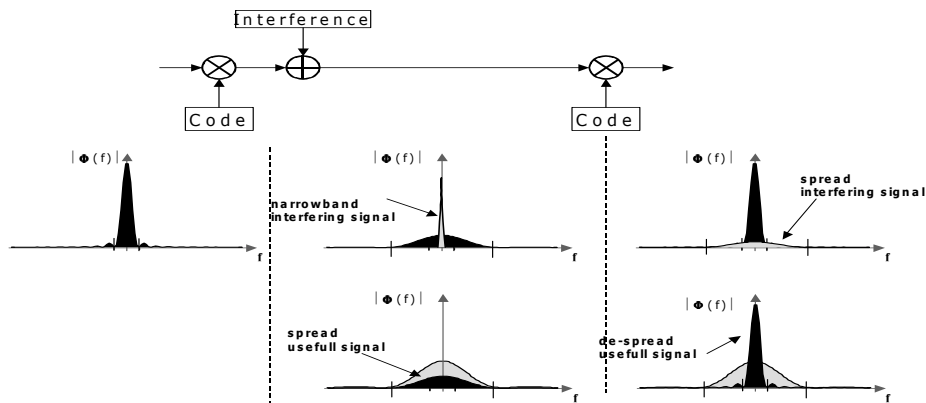 Interference
Code
Code
|Φ(f)|
f
|Φ(f)|
narrowband
interfering signal
f
|Φ(f)|
spread
interfering signal
f
|Φ(f)|
spread
usefull signal
f
|Φ(f)|
de-spread
usefull signal
f